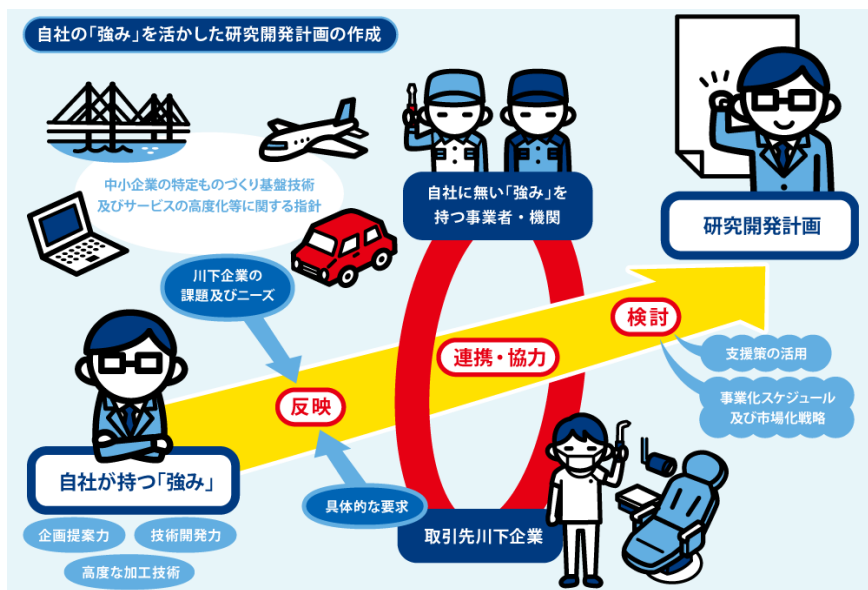 自社の「強み」を活かした研究開発計画の作成
中小企業の特定ものづくり基盤技術
及びサービスの高度化等に関する指針
自社に無い「強み」を
持つ事業者・機関
研究開発計画
川下企業の
課題及びニーズ
反映
連携・協力
検討
支援策の活用
事業化スケジュール
及び市場化戦略
自社が持つ「強み」
具体的な要求
取引先川下企業
企画提案力
技術開発力
高度な加工技術